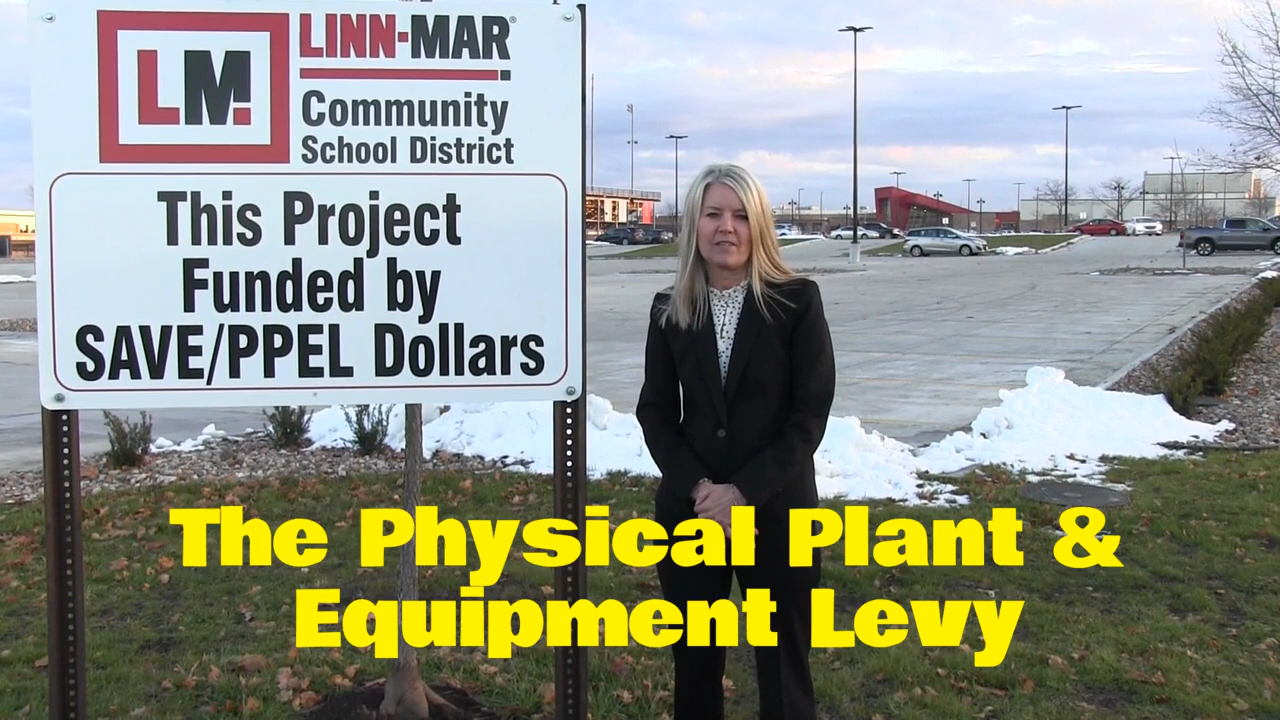 LM
LINN-MAR®
Community
School District
This Project
Funded by
SAVE/PPEL Dollars
The Physical Plant &
Equipment Levy